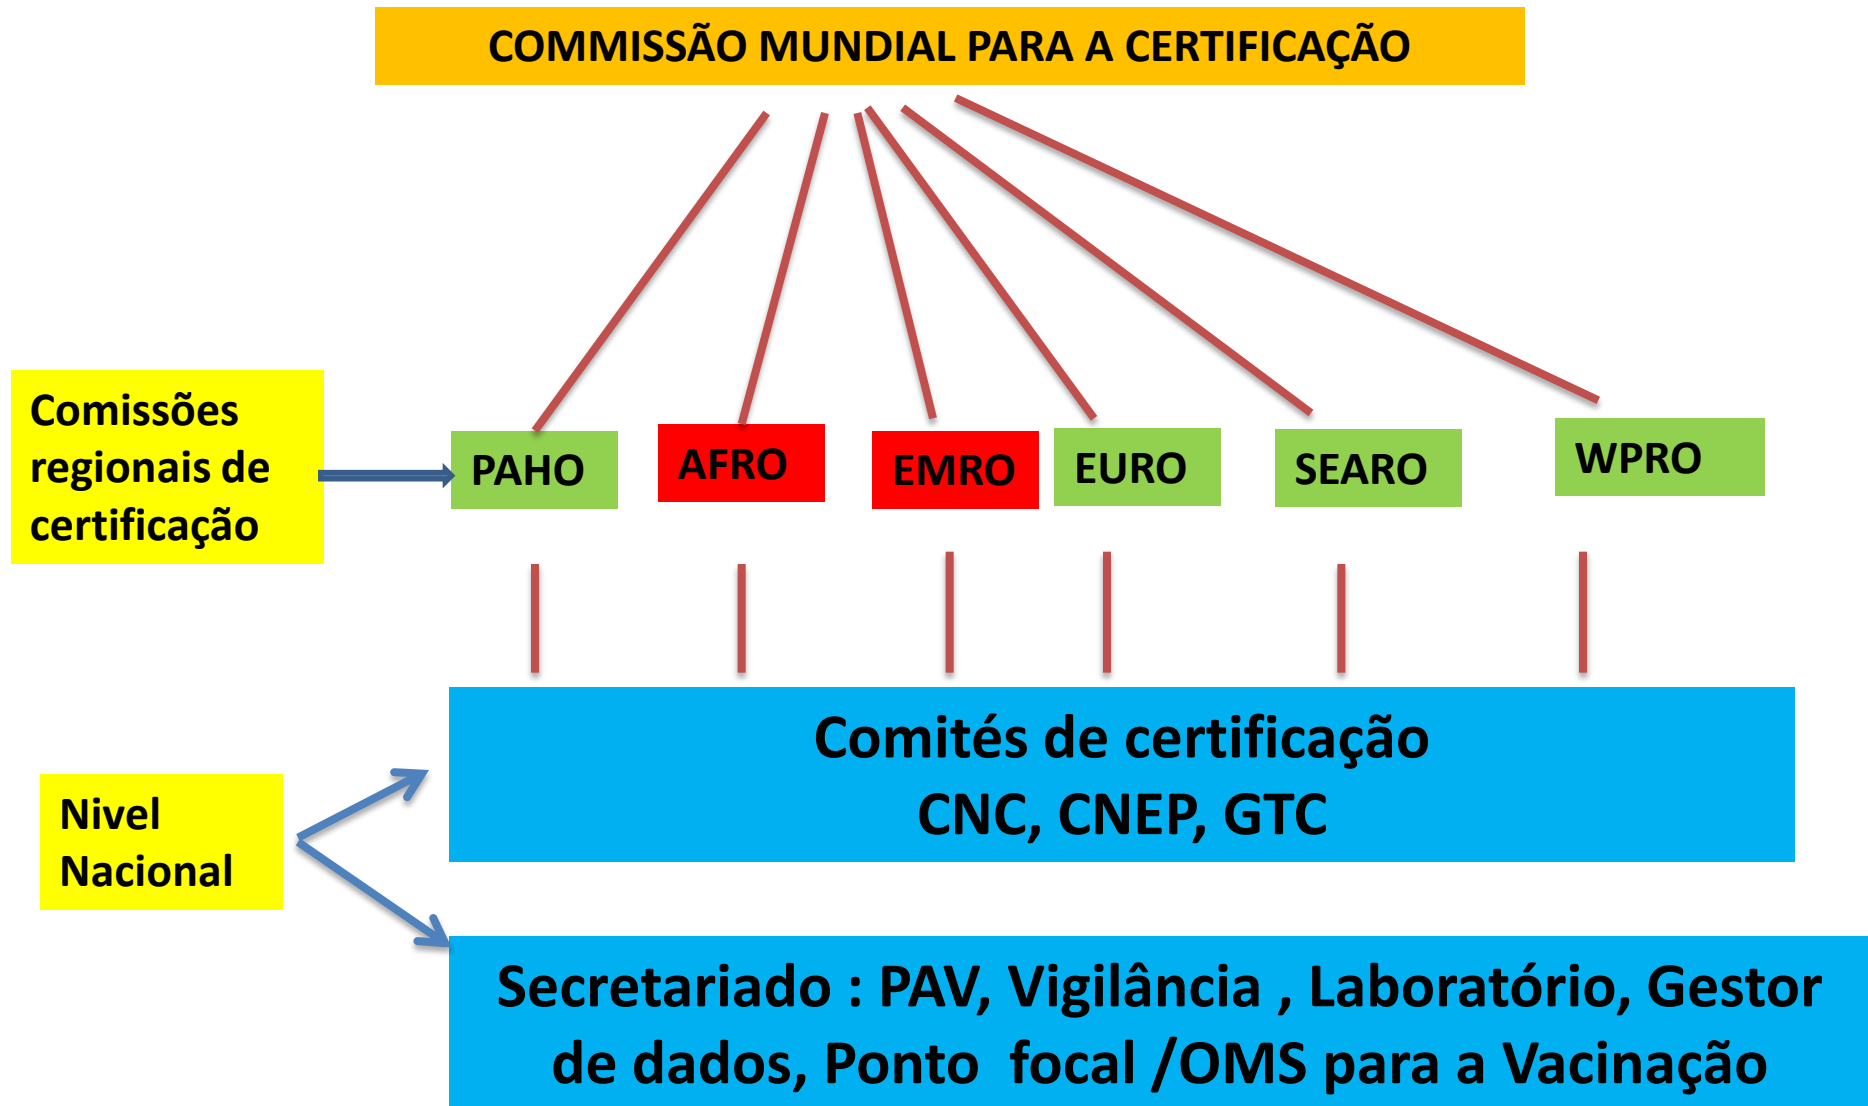 COMMISSÃO MUNDIAL PARA A CERTIFICAÇÃO
Comissões
regionais de
certificação
PAHO
AFRO
EMRO
EURO
SEARO
WPRO
Comités de certificação
CNC, CNEP, GTC
Nivel
Nacional
Secretariado : PAV, Vigilância , Laboratório, Gestor
de dados, Ponto focal /OMS para a Vacinação